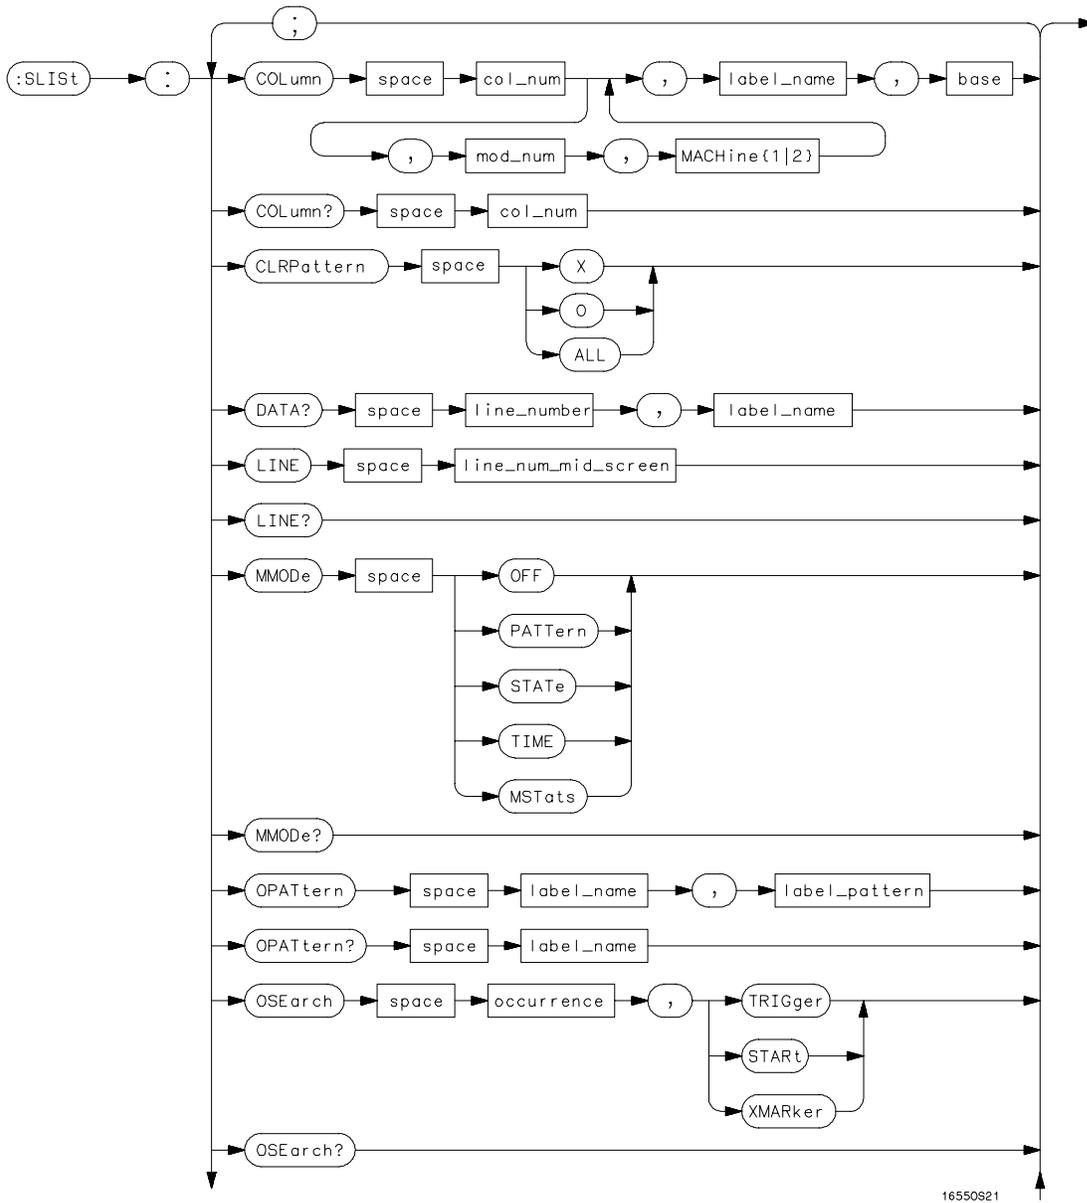 ;
:SLISt : COLumn space col_num , label_name , base
, mod_num , MACHine{1|2}
COLumn? space col_num
CLRPattern space X
O
ALL
DATA? space line_number , label_name
LINE space line_num_mid_screen
LINE?
MMODe space OFF
PATTern
STATe
TIME
MSTats
MMODe?
OPATtern space label_name , label_pattern
OPATtern? space label_name
OSEarch space occurrence , TRIGger
STARt
XMARker
OSEarch?
16550S21